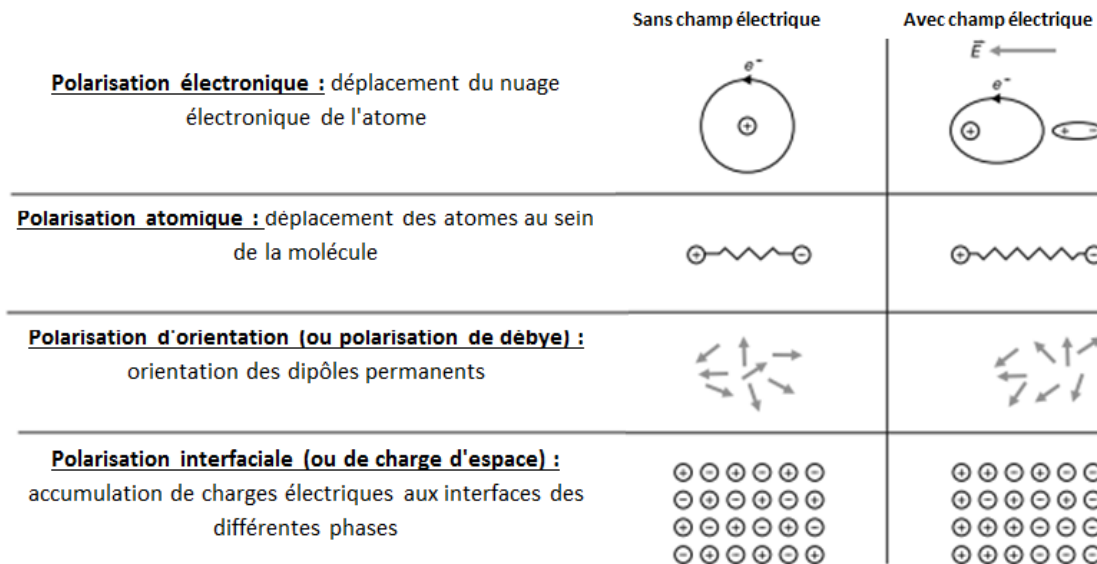 Sans champ électrique
Avec champ électrique
Polarisation électronique : déplacement du nuage
électronique de l'atome
e⁻
+
E⃗
e⁻
+
+ -
Polarisation atomique : déplacement des atomes au sein
de la molécule
+ −
+ −
Polarisation d'orientation (ou polarisation de débye) :
orientation des dipôles permanents
Polarisation interfaciale (ou de charge d'espace) :
accumulation de charges électriques aux interfaces des
différentes phases
+ − + − + −
− + − + − +
+ − + − + −
− + − + − +
+ + + − − −
+ + + − − −
+ + + − − −
+ + + − − −